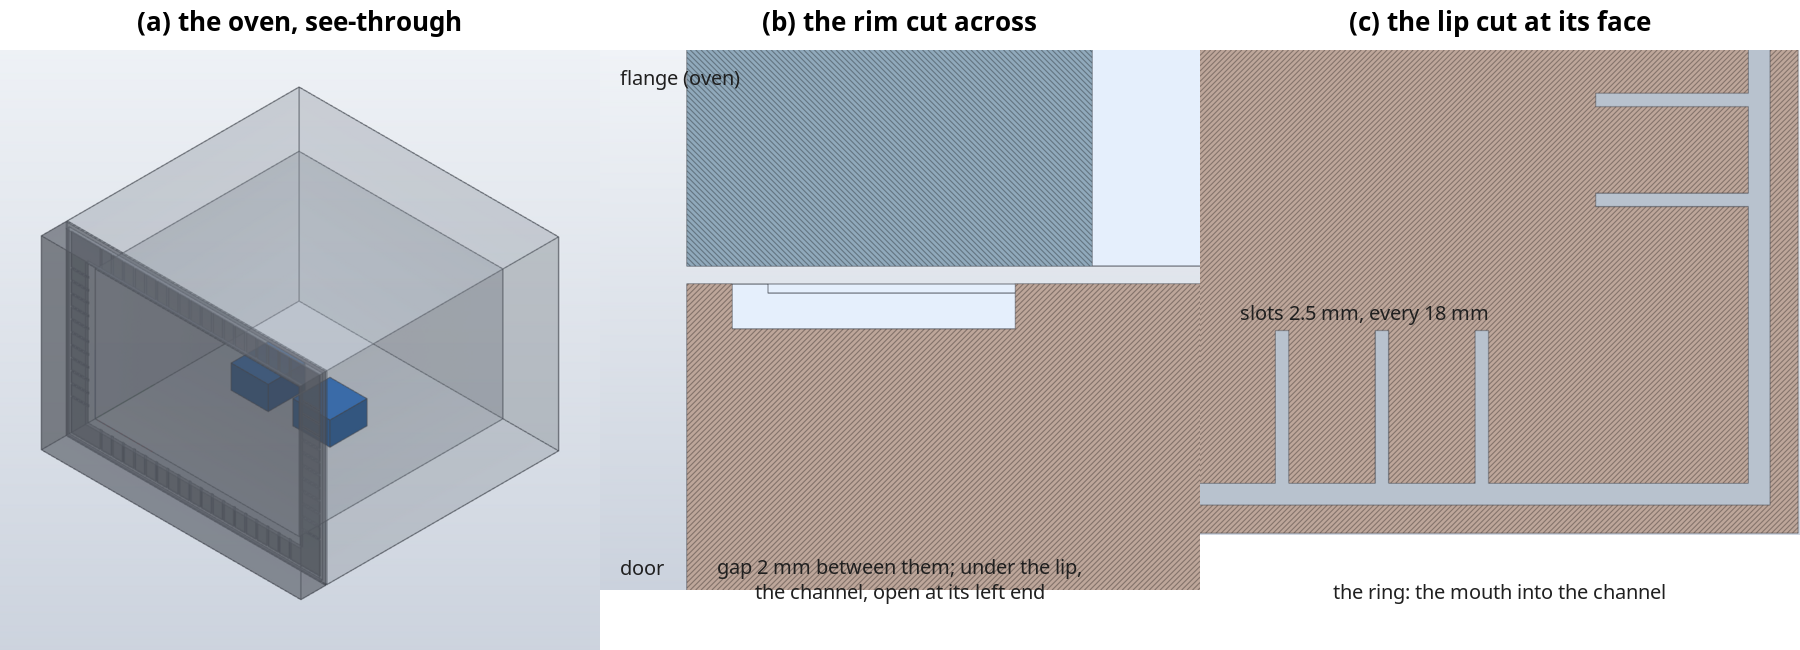 (a) the oven, see-through
(b) the rim cut across
(c) the lip cut at its face
flange (oven)
slots 2.5 mm, every 18 mm
door
gap 2 mm between them; under the lip,
the channel, open at its left end
the ring: the mouth into the channel